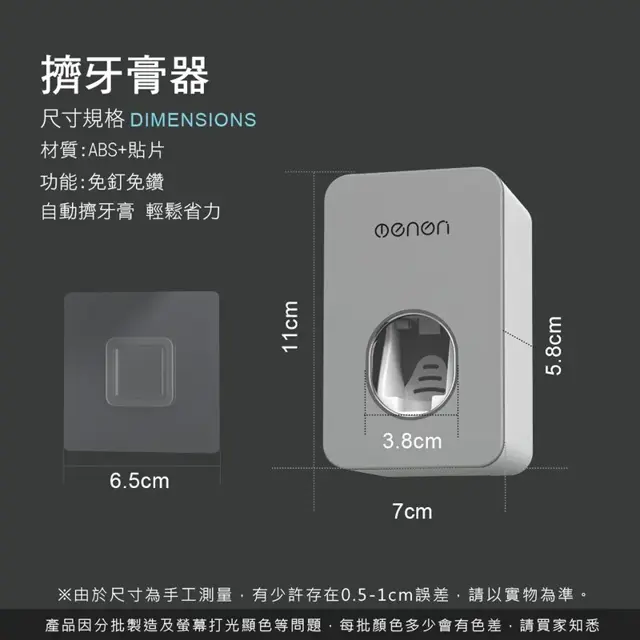 擠牙膏器
尺寸規格 DIMENSIONS
材質:ABS+貼片
功能:免釘免鑽
自動擠牙膏 輕鬆省力
oenon
11cm
5.8cm
3.8cm
6.5cm
7cm
※由於尺寸為手工測量，有少許存在0.5-1cm誤差，請以實物為準。
產品因分批製造及螢幕打光顯色等問題，每批顏色多少會有色差，請買家知悉